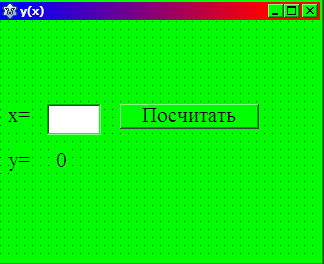 y(x)
x= Посчитать
y= 0